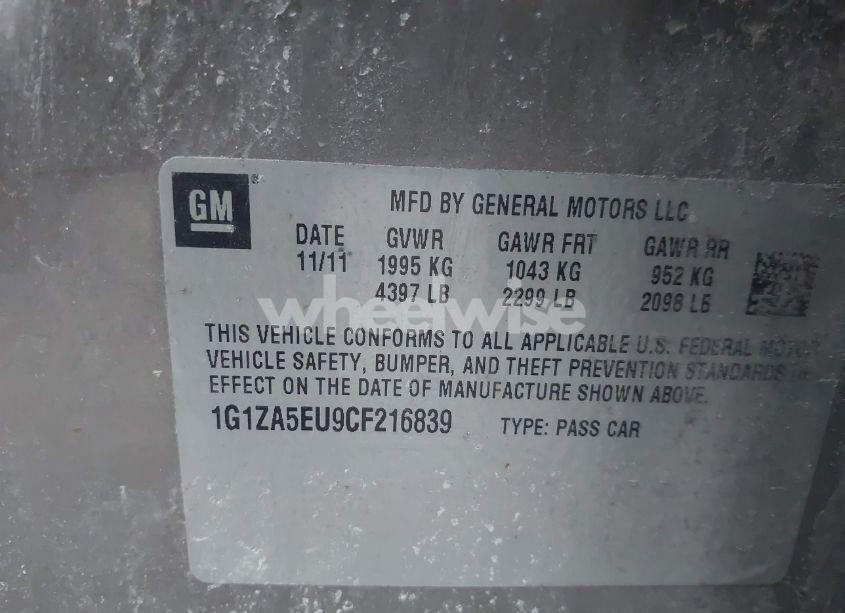 GM
MFD BY GENERAL MOTORS LLC
DATE GVWR GAWR FRT GAWR RR
11/11 1995 KG 1043 KG 952 KG
4397 LB 2299 LB 2098 LB
wheelwise
THIS VEHICLE CONFORMS TO ALL APPLICABLE U.S. FEDERAL MOTOR
VEHICLE SAFETY, BUMPER, AND THEFT PREVENTION STANDARDS IN
EFFECT ON THE DATE OF MANUFACTURE SHOWN ABOVE.
1G1ZA5EU9CF216839 TYPE: PASS CAR